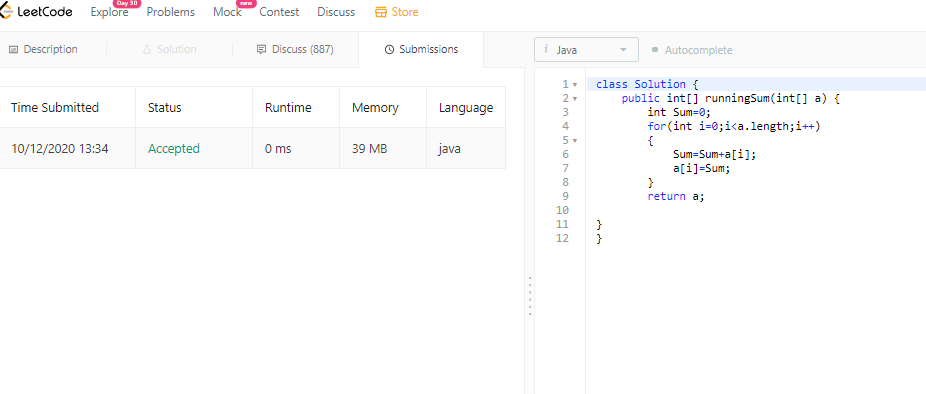 LeetCode Explore Day 30 Problems Mock new Contest Discuss Store
Description Solution Discuss (887) Submissions
i Java Autocomplete
Time Submitted Status Runtime Memory Language
10/12/2020 13:34 Accepted 0 ms 39 MB java
1 class Solution {
2 public int[] runningSum(int[] a) {
3 int Sum=0;
4 for(int i=0;i<a.length;i++)
5 {
6 Sum=Sum+a[i];
7 a[i]=Sum;
8 }
9 return a;
10
11 }
12 }